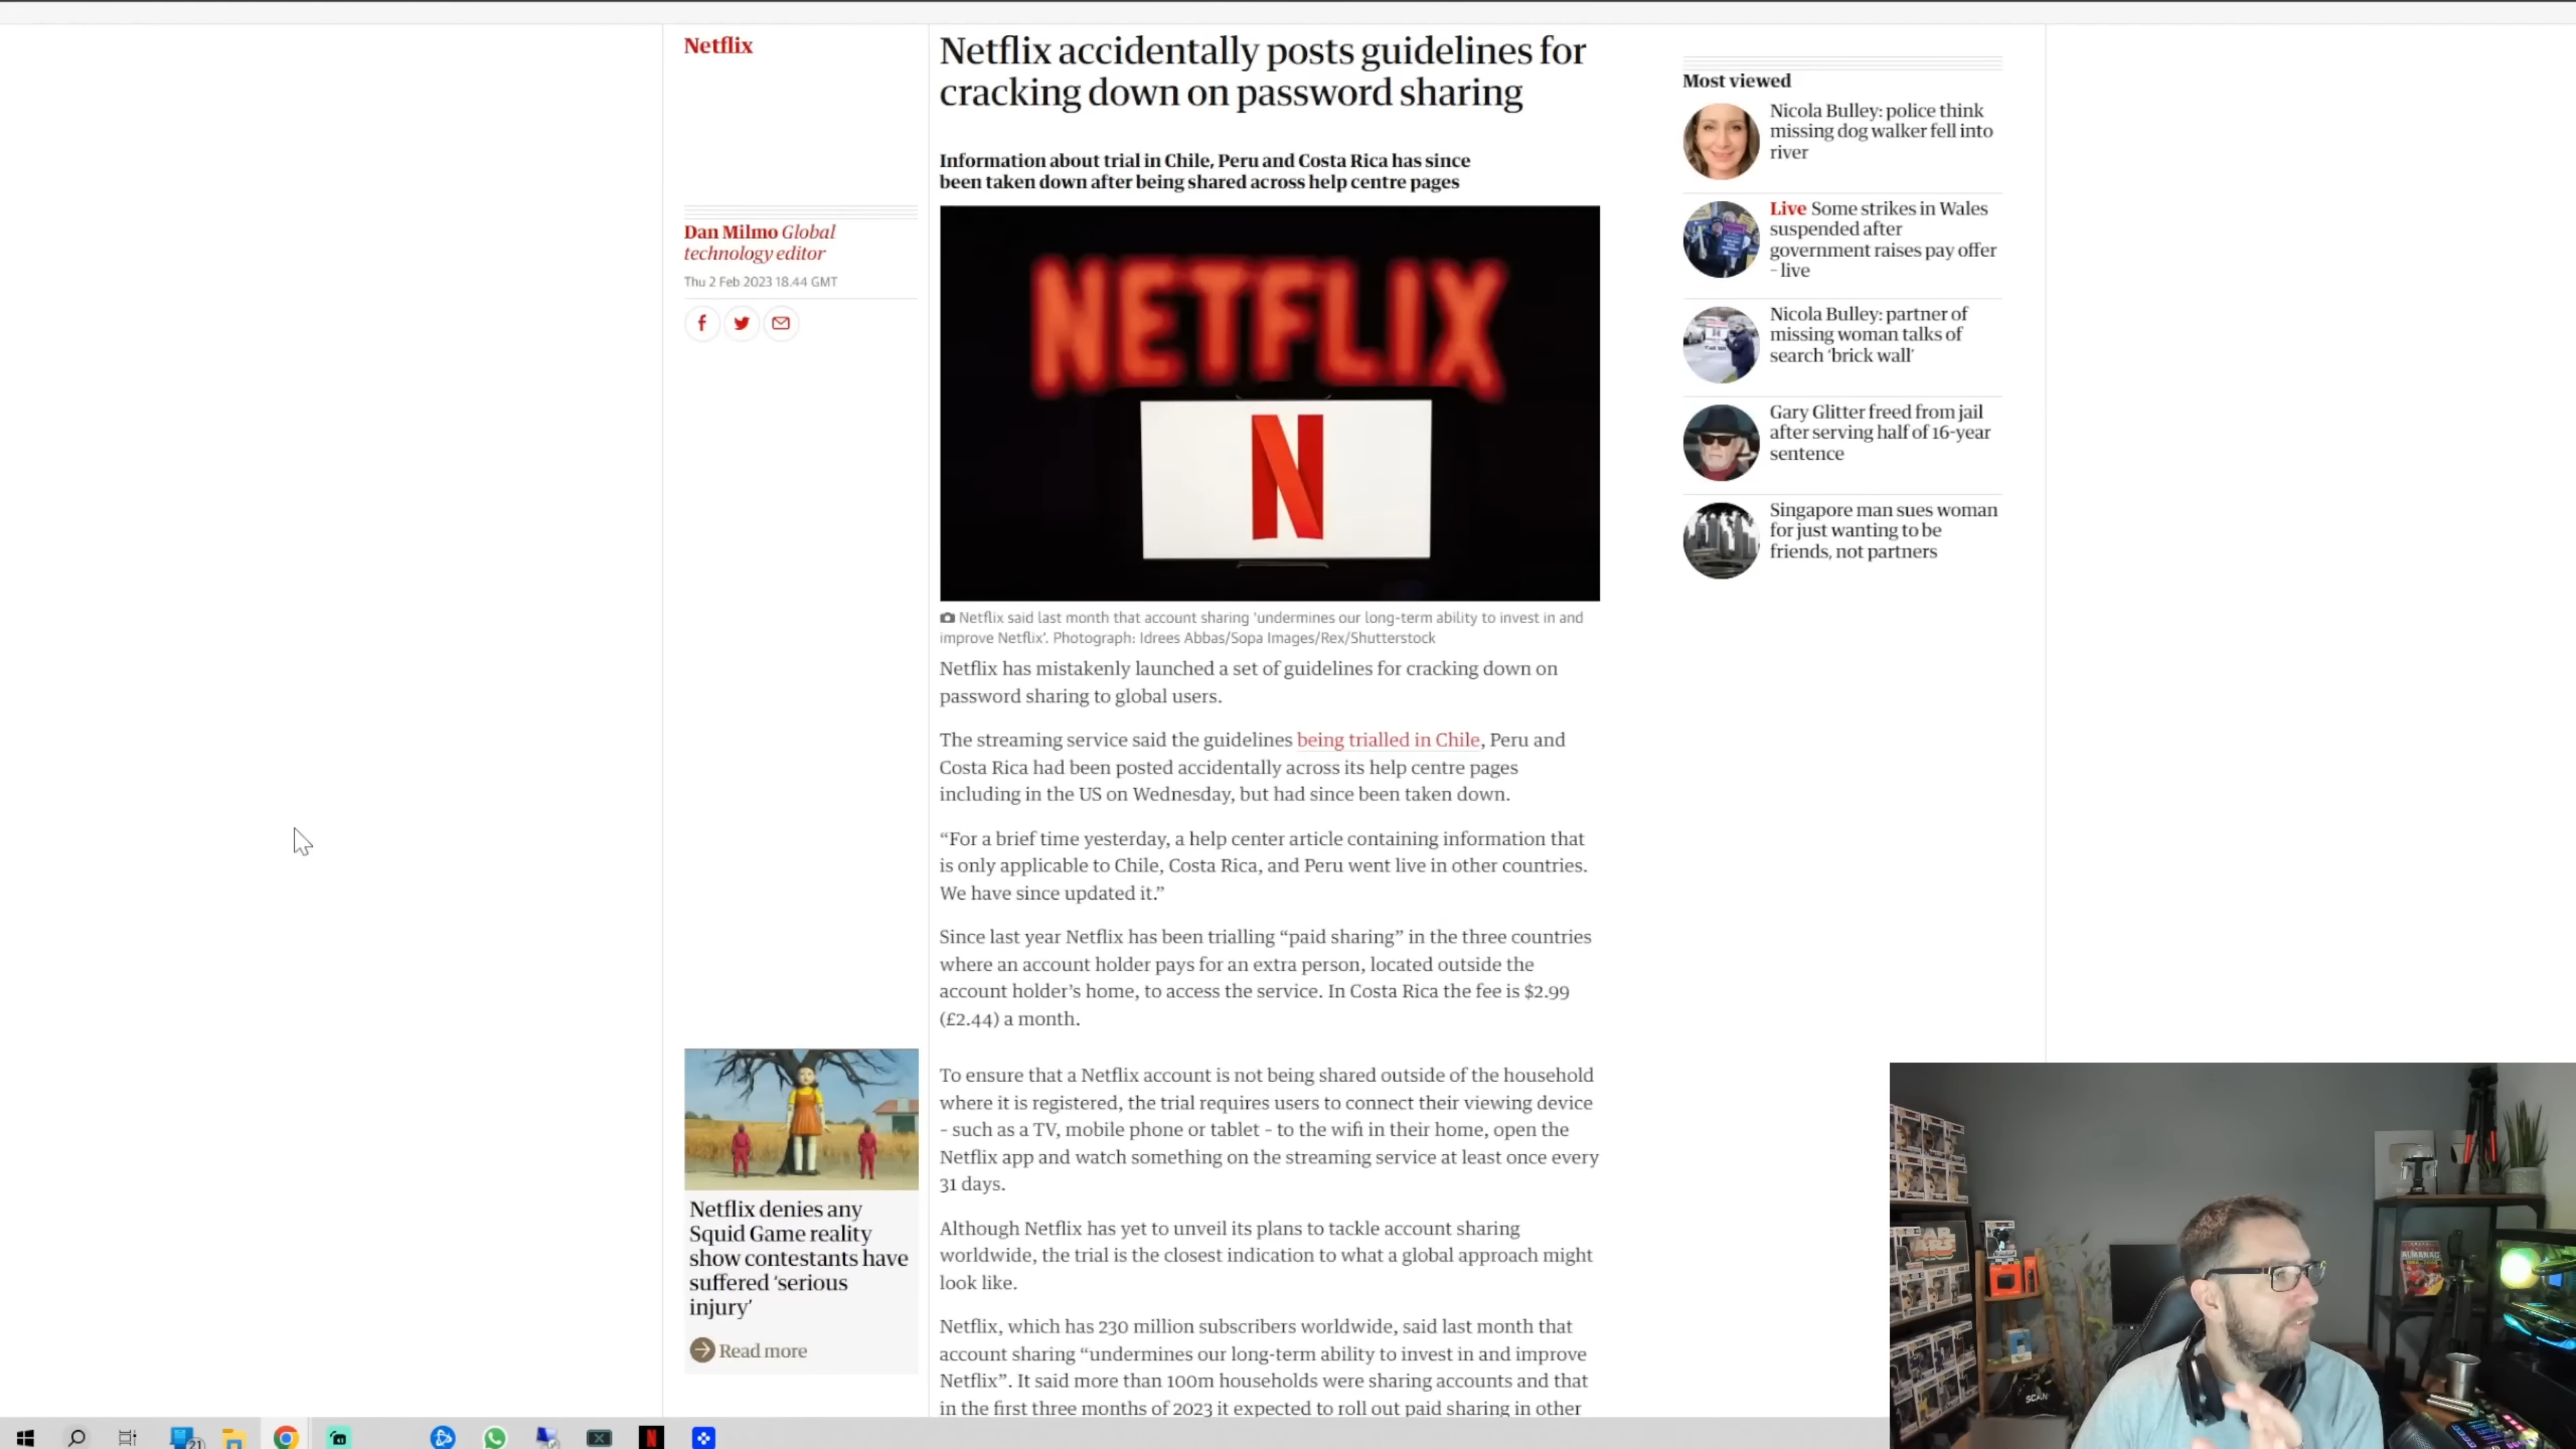 Netflix
Netflix accidentally posts guidelines for
cracking down on password sharing
Information about trial in Chile, Peru and Costa Rica has since
been taken down after being shared across help centre pages
Dan Milmo Global
technology editor
Thu 2 Feb 2023 18.44 GMT
NETFLIX
N
Netflix said last month that account sharing 'undermines our long-term ability to invest in and
improve Netflix'. Photograph: Idrees Abbas/Sopa Images/Rex/Shutterstock
Netflix has mistakenly launched a set of guidelines for cracking down on
password sharing to global users.
The streaming service said the guidelines being trialled in Chile, Peru and
Costa Rica had been posted accidentally across its help centre pages
including in the US on Wednesday, but had since been taken down.
“For a brief time yesterday, a help center article containing information that
is only applicable to Chile, Costa Rica, and Peru went live in other countries.
We have since updated it.”
Since last year Netflix has been trialling “paid sharing” in the three countries
where an account holder pays for an extra person, located outside the
account holder’s home, to access the service. In Costa Rica the fee is $2.99
(£2.44) a month.
To ensure that a Netflix account is not being shared outside of the household
where it is registered, the trial requires users to connect their viewing device
– such as a TV, mobile phone or tablet – to the wifi in their home, open the
Netflix app and watch something on the streaming service at least once every
31 days.
Although Netflix has yet to unveil its plans to tackle account sharing
worldwide, the trial is the closest indication to what a global approach might
look like.
Netflix, which has 230 million subscribers worldwide, said last month that
account sharing “undermines our long-term ability to invest in and improve
Netflix”. It said more than 100m households were sharing accounts and that
in the first three months of 2023 it expected to roll out paid sharing in other
Netflix denies any
Squid Game reality
show contestants have
suffered ‘serious
injury’
Read more
Most viewed
Nicola Bulley: police think
missing dog walker fell into
river
Live Some strikes in Wales
suspended after
government raises pay offer
– live
Nicola Bulley: partner of
missing woman talks of
search ‘brick wall’
Gary Glitter freed from jail
after serving half of 16-year
sentence
Singapore man sues woman
for just wanting to be
friends, not partners
ALMANAC
SCAN
21
N